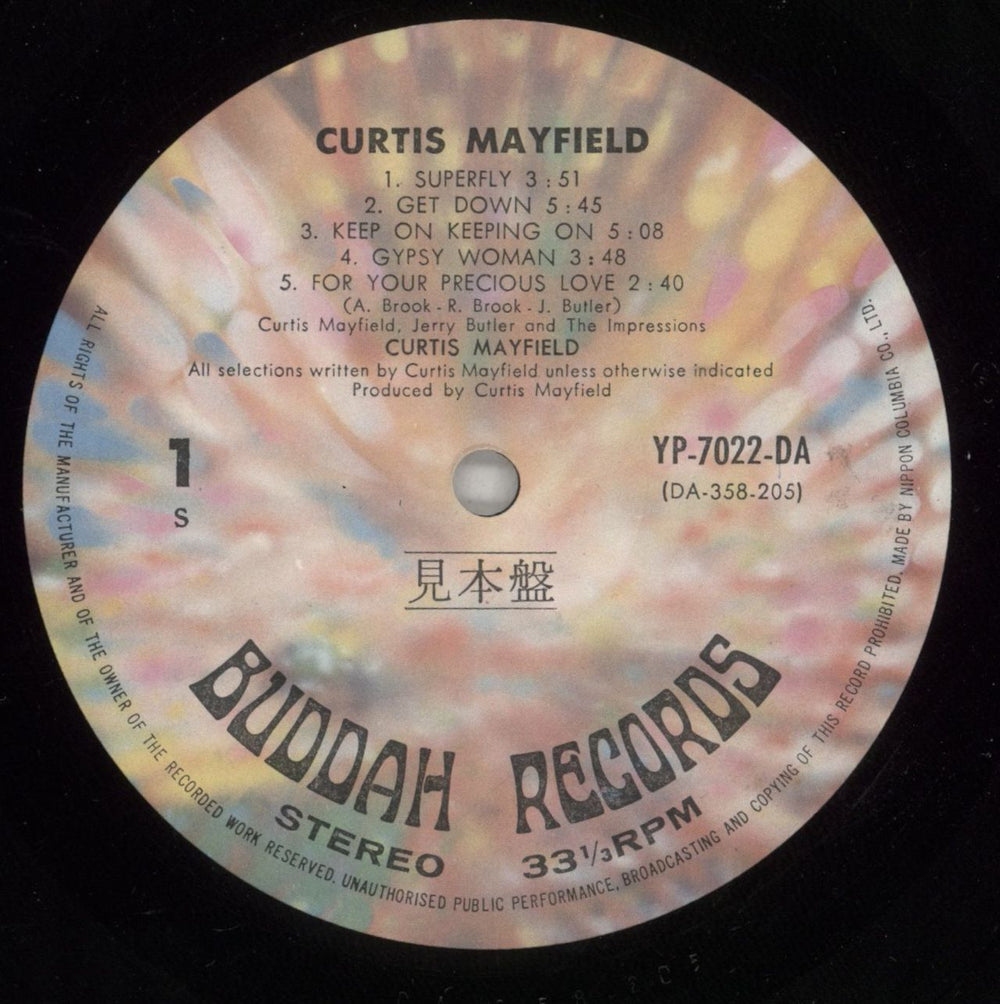 CURTIS MAYFIELD
1. SUPERFLY 3:51
2. GET DOWN 5:45
3. KEEP ON KEEPING ON 5:08
4. GYPSY WOMAN 3:48
5. FOR YOUR PRECIOUS LOVE 2:40
(A. Brook - R. Brook - J. Butler)
Curtis Mayfield, Jerry Butler and The Impressions
CURTIS MAYFIELD
All selections written by Curtis Mayfield unless otherwise indicated
Produced by Curtis Mayfield
1
S
YP-7022-DA
(DA-358-205)
見本盤
BUDDAH RECORDS
STEREO 33⅓RPM
ALL RIGHTS OF THE MANUFACTURER AND OF THE OWNER OF THE RECORDED WORK RESERVED. UNAUTHORISED PUBLIC PERFORMANCE, BROADCASTING AND COPYING OF THIS RECORD PROHIBITED. MADE BY NIPPON COLUMBIA CO., LTD.